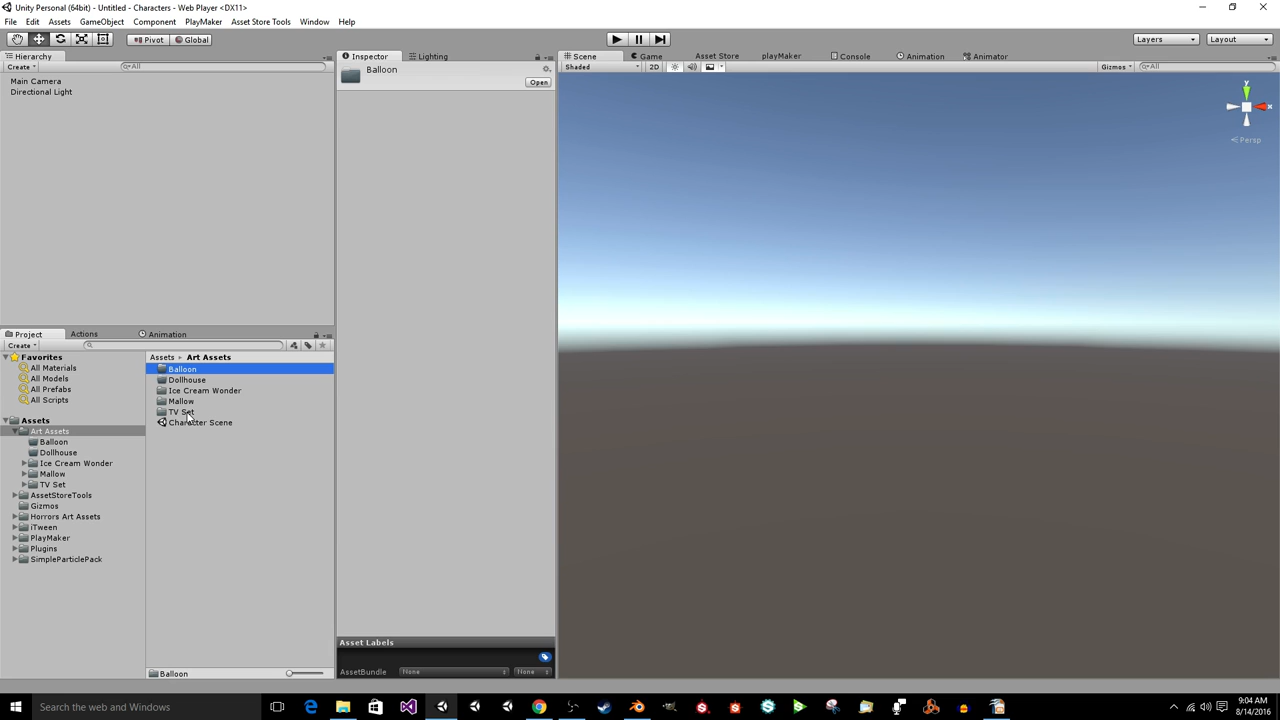 Unity Personal (64bit) - Untitled - Characters - Web Player <DX11>
File Edit Assets GameObject Component PlayMaker Asset Store Tools Window Help
Pivot Global Layers Layout
Hierarchy
Create All
Main Camera
Directional Light
Inspector Lighting
Balloon
Open
Scene Game Asset Store playMaker Console Animation Animator
Shaded 2D Gizmos All
y
x
Persp
Project Actions Animation
Create
Favorites
All Materials
All Models
All Prefabs
All Scripts
Assets
Art Assets
Balloon
Dollhouse
Ice Cream Wonder
Mallow
TV Set
AssetStoreTools
Gizmos
Horrors Art Assets
iTween
PlayMaker
Plugins
SimpleParticlePack
Assets Art Assets
Balloon
Dollhouse
Ice Cream Wonder
Mallow
TV Set
Character Scene
Balloon
Asset Labels
AssetBundle None None
Search the web and Windows
9:04 AM
8/14/2016